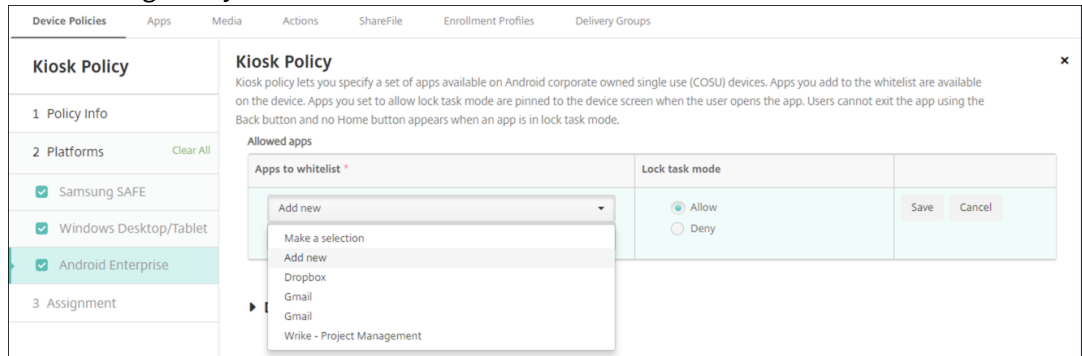 Device Policies Apps Media Actions ShareFile Enrollment Profiles Delivery Groups
Kiosk Policy
1 Policy Info
2 Platforms Clear All
Samsung SAFE
Windows Desktop/Tablet
Android Enterprise
3 Assignment
Kiosk Policy
Kiosk policy lets you specify a set of apps available on Android corporate owned single use (COSU) devices. Apps you add to the whitelist are available
on the device. Apps you set to allow lock task mode are pinned to the device screen when the user opens the app. Users cannot exit the app using the
Back button and no Home button appears when an app is in lock task mode.
Allowed apps
Apps to whitelist * Lock task mode
Add new Allow Save Cancel
Deny
Make a selection
Add new
Dropbox
Gmail
Gmail
Wrike - Project Management